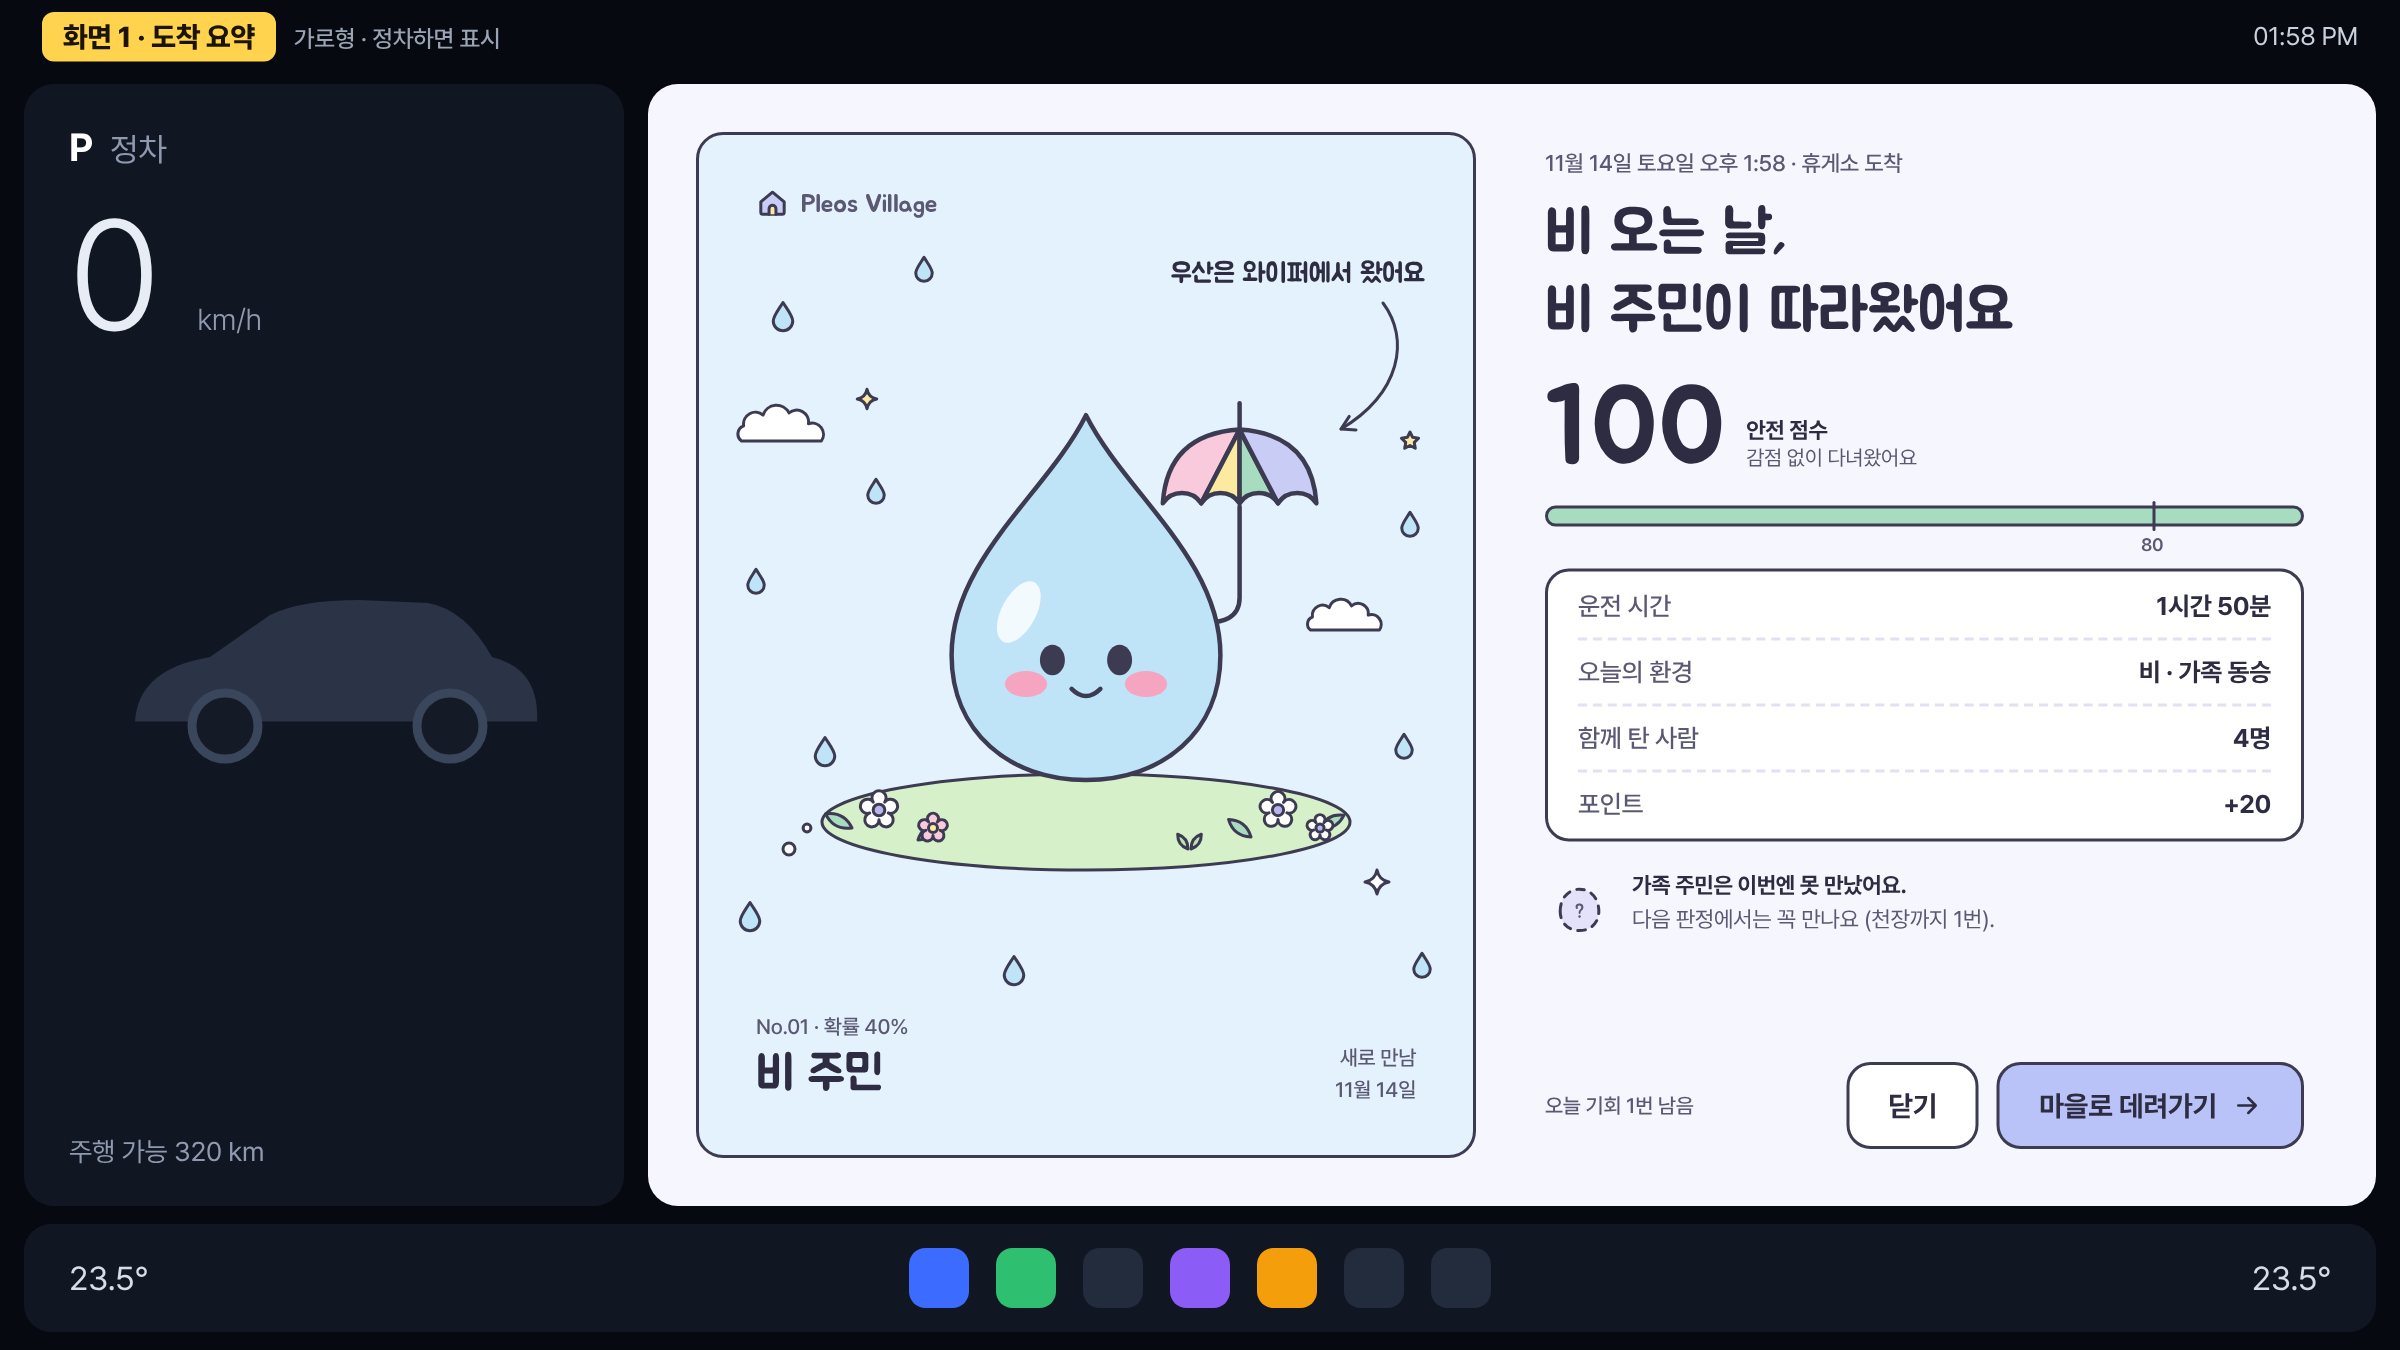 화면 1 · 도착 요약
가로형 · 정차하면 표시
01:58 PM
P 정차
0 km/h
주행 가능 320 km
Pleos Village
우산은 와이퍼에서 왔어요
No.01 · 확률 40%
비 주민
새로 만남
11월 14일
11월 14일 토요일 오후 1:58 · 휴게소 도착
비 오는 날,
비 주민이 따라왔어요
100
안전 점수
감점 없이 다녀왔어요
80
운전 시간 1시간 50분
오늘의 환경 비 · 가족 동승
함께 탄 사람 4명
포인트 +20
?
가족 주민은 이번엔 못 만났어요.
다음 판정에서는 꼭 만나요 (천장까지 1번).
오늘 기회 1번 남음
닫기
마을로 데려가기 →
23.5°
23.5°